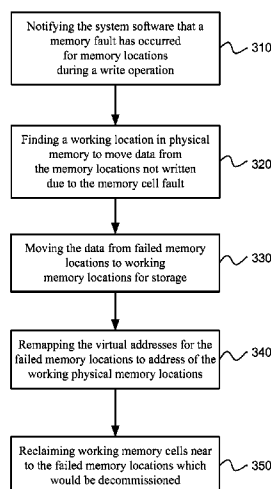 Notifying the system software that a
memory fault has occurred
for memory locations
during a write operation
310
Finding a working location in physical
memory to move data from
the memory locations not written
due to the memory cell fault
320
Moving the data from failed memory
locations to working
memory locations for storage
330
Remapping the virtual addresses for the
failed memory locations to address of the
working physical memory locations
340
Reclaiming working memory cells near
to the failed memory locations which
would be decommissioned
350